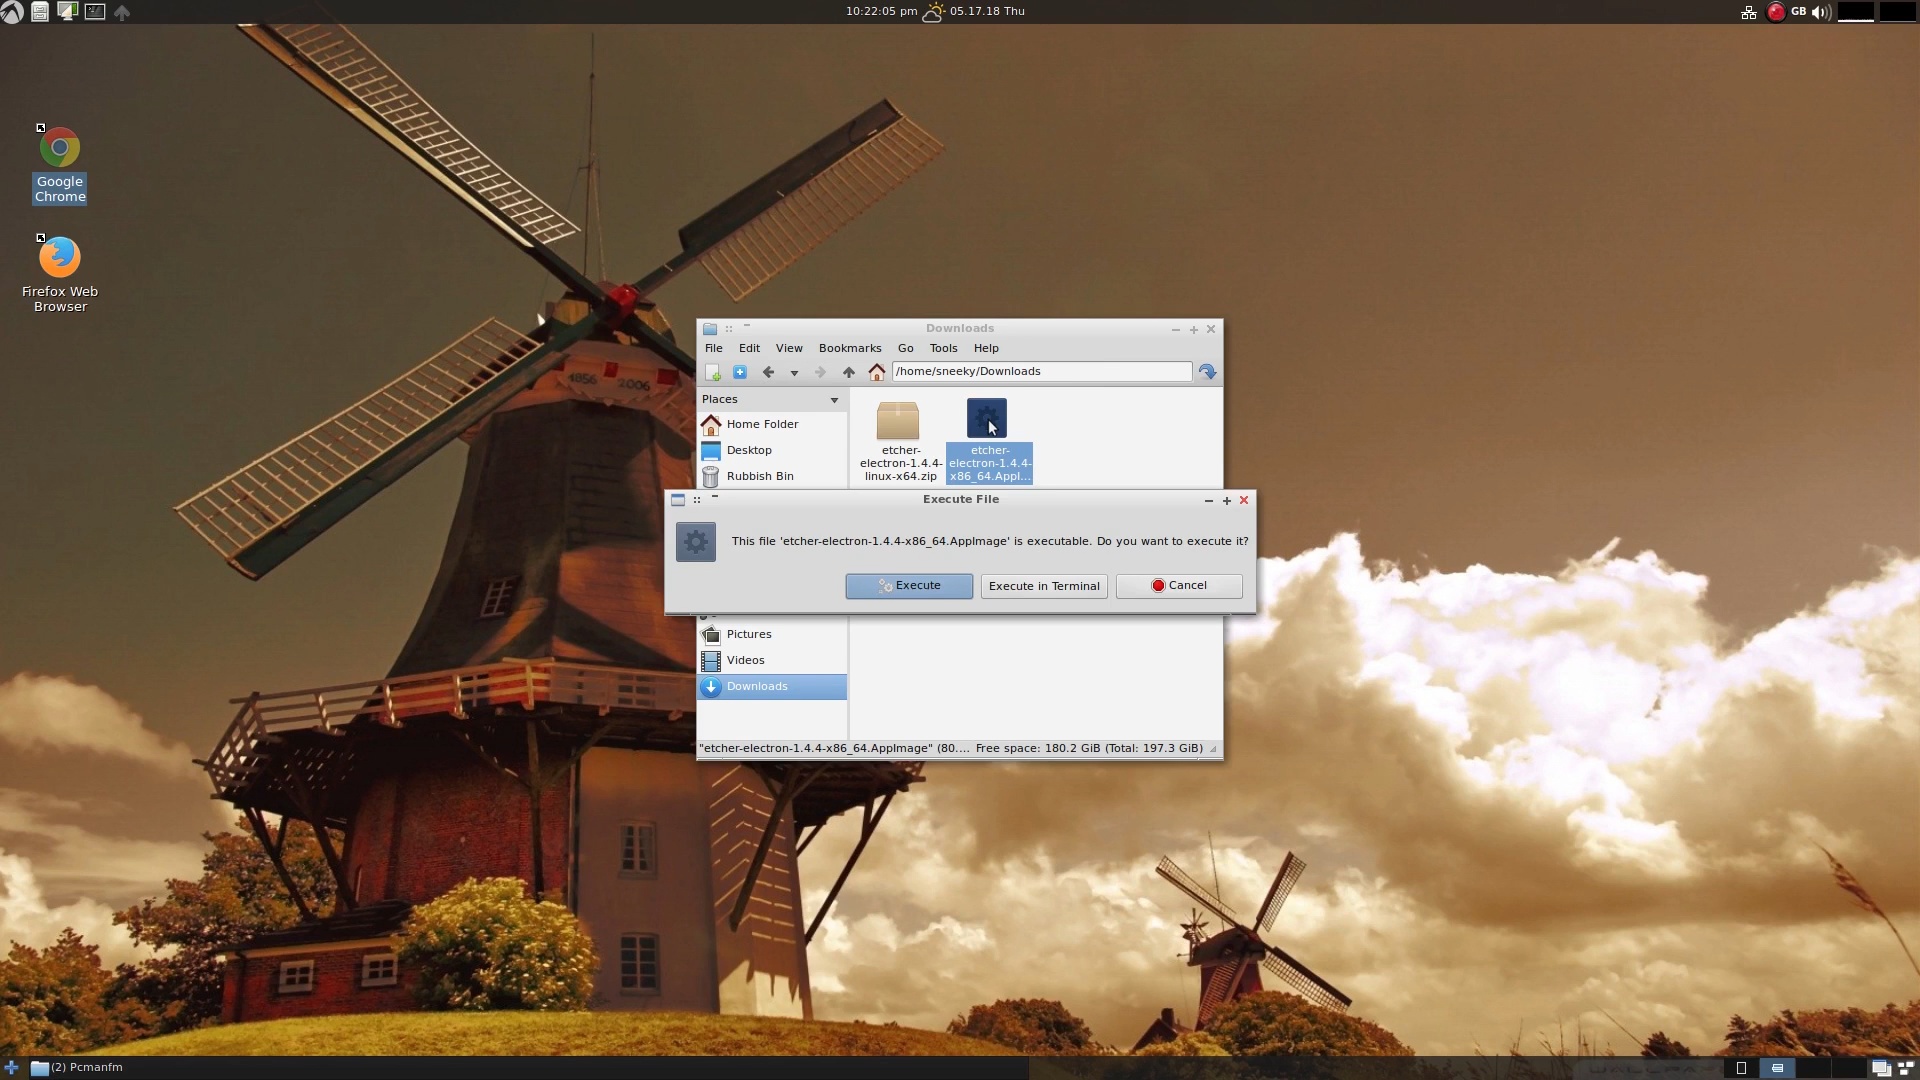 10:22:05 pm 05.17.18 Thu
GB
Google
Chrome
Firefox Web
Browser
1856 2006
Downloads
File Edit View Bookmarks Go Tools Help
/home/sneeky/Downloads
Places
Home Folder
Desktop
Rubbish Bin
etcher-
electron-1.4.4-
linux-x64.zip
etcher-
electron-1.4.4-
x86_64.AppI...
Execute File
This file 'etcher-electron-1.4.4-x86_64.AppImage' is executable. Do you want to execute it?
Execute Execute in Terminal Cancel
Pictures
Videos
Downloads
"etcher-electron-1.4.4-x86_64.AppImage" (80.... Free space: 180.2 GiB (Total: 197.3 GiB)
(2) Pcmanfm